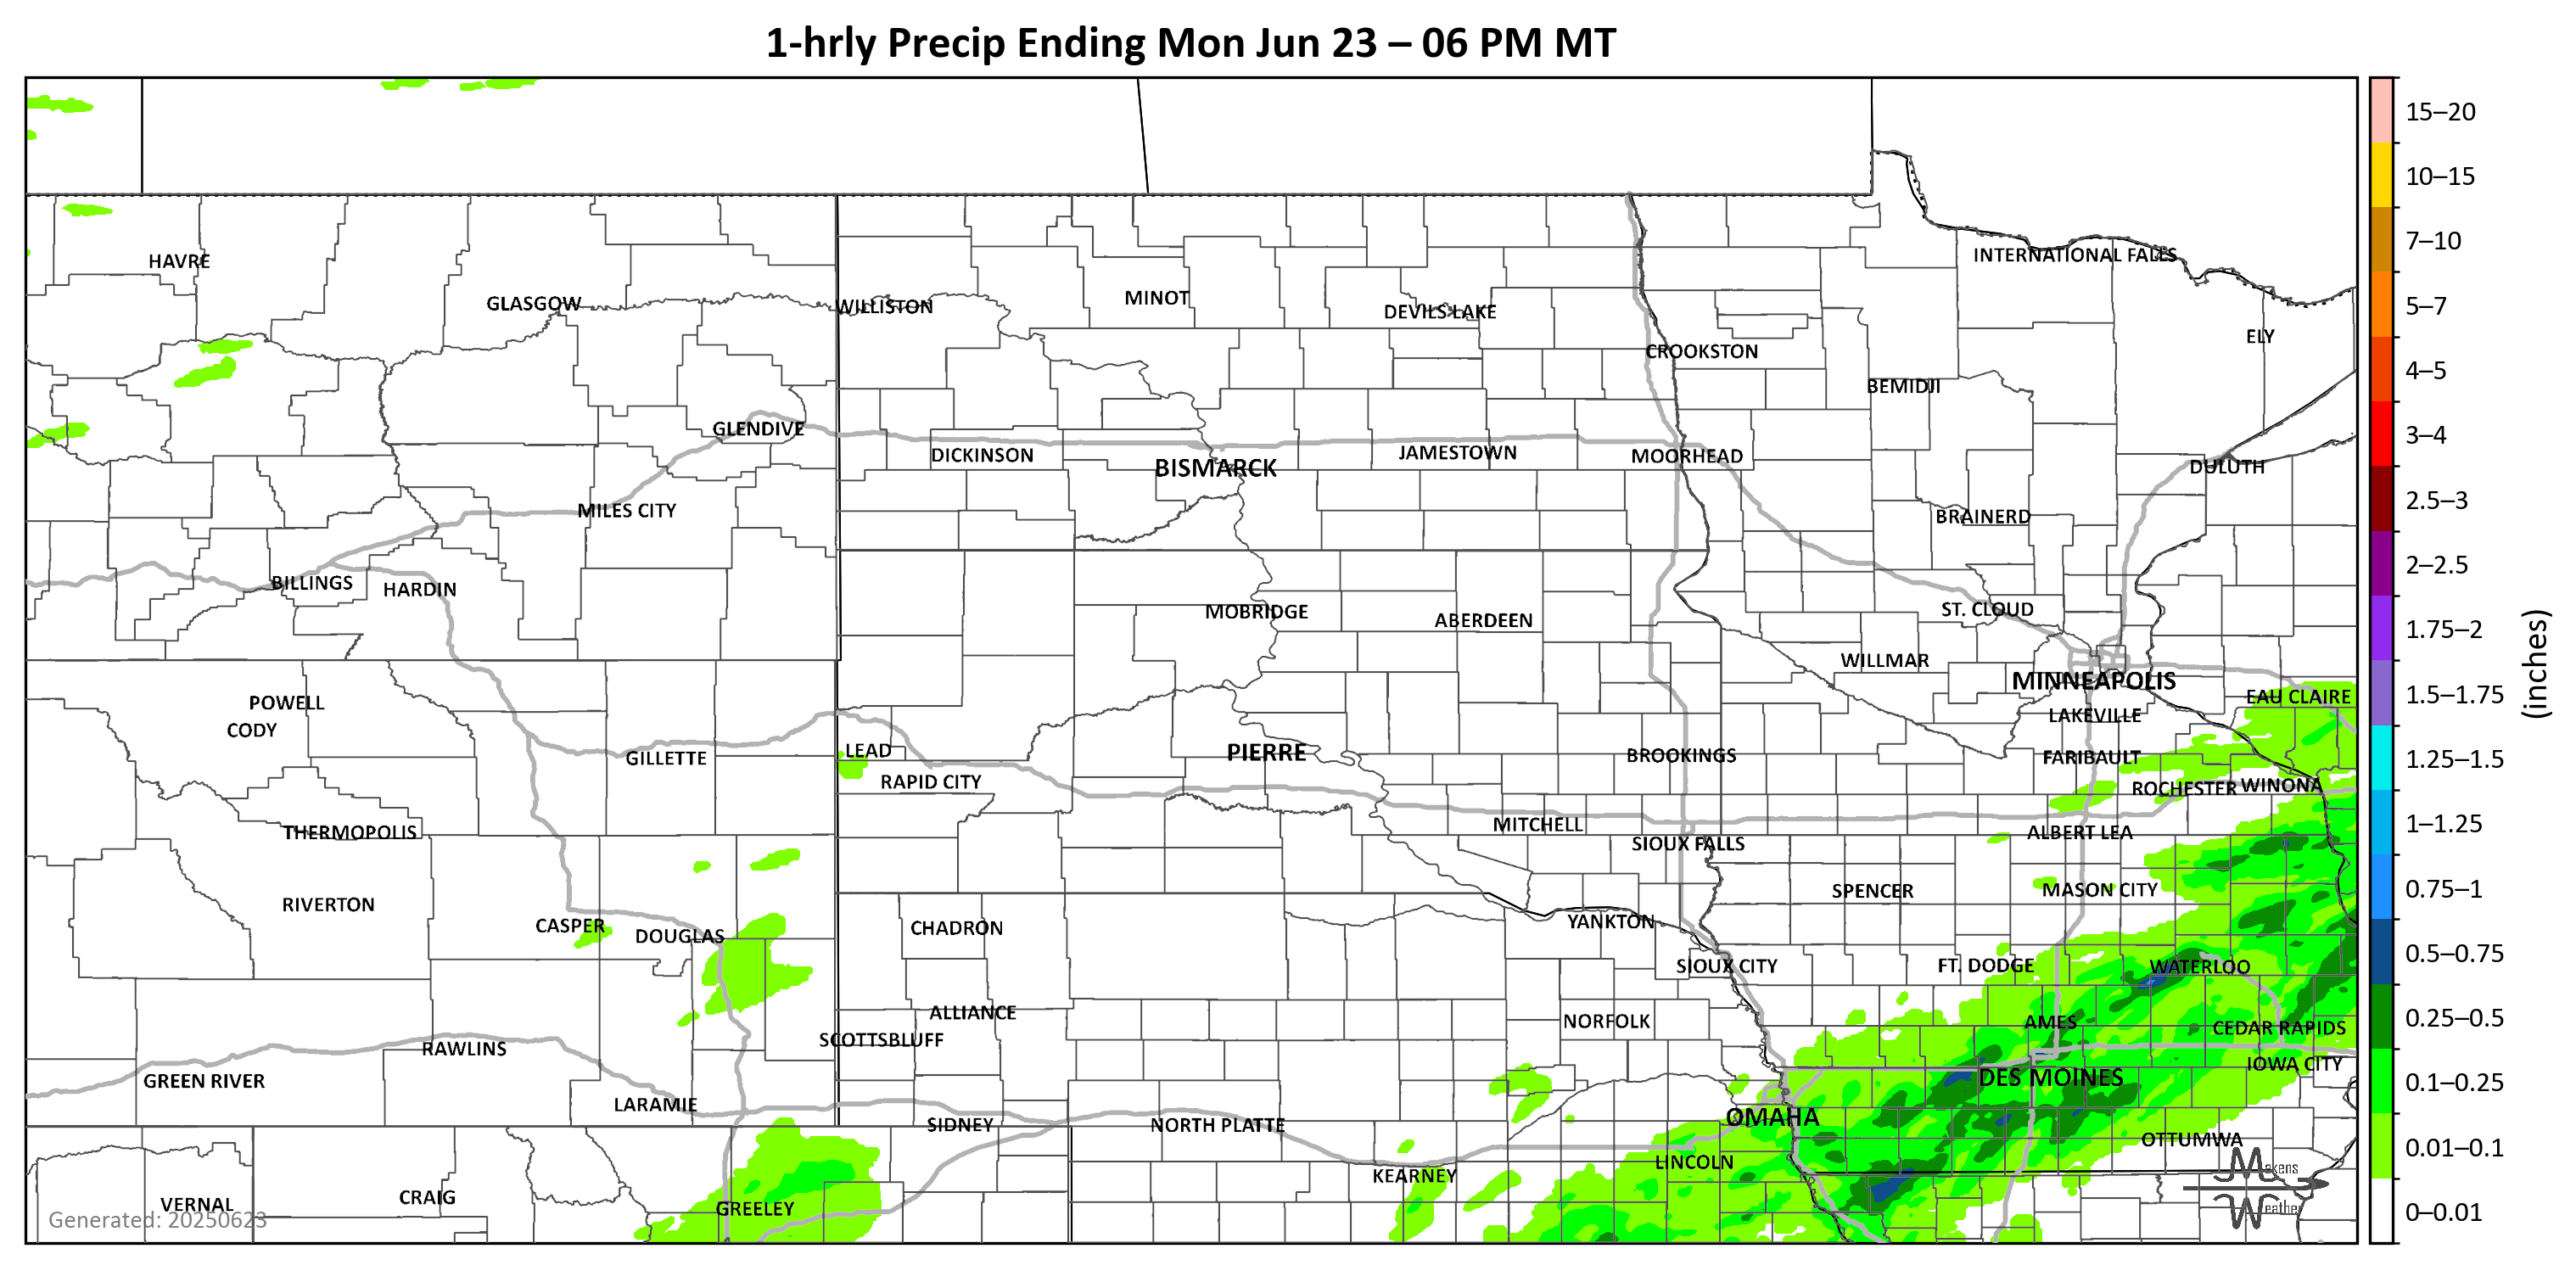 1-hrly Precip Ending Mon Jun 23 – 06 PM MT
15–20
10–15
7–10
5–7
4–5
3–4
2.5–3
2–2.5
1.75–2
1.5–1.75
1.25–1.5
1–1.25
0.75–1
0.5–0.75
0.25–0.5
0.1–0.25
0.01–0.1
0–0.01
(inches)
HAVRE
INTERNATIONAL FALLS
GLASGOW
WILLISTON
MINOT
DEVILS LAKE
ELY
CROOKSTON
BEMIDJI
GLENDIVE
DICKINSON
BISMARCK
JAMESTOWN
MOORHEAD
DULUTH
MILES CITY
BRAINERD
BILLINGS
HARDIN
MOBRIDGE
ABERDEEN
ST. CLOUD
WILLMAR
MINNEAPOLIS
EAU CLAIRE
POWELL
LAKEVILLE
CODY
GILLETTE
LEAD
PIERRE
BROOKINGS
FARIBAULT
RAPID CITY
ROCHESTER
WINONA
THERMOPOLIS
MITCHELL
SIOUX FALLS
ALBERT LEA
RIVERTON
SPENCER
MASON CITY
CASPER
DOUGLAS
CHADRON
YANKTON
SIOUX CITY
FT. DODGE
WATERLOO
ALLIANCE
NORFOLK
AMES
CEDAR RAPIDS
RAWLINS
SCOTTSBLUFF
GREEN RIVER
DES MOINES
IOWA CITY
LARAMIE
SIDNEY
NORTH PLATTE
OMAHA
OTTUMWA
KEARNEY
LINCOLN
VERNAL
CRAIG
GREELEY
Generated: 20250623
Makens
Weather